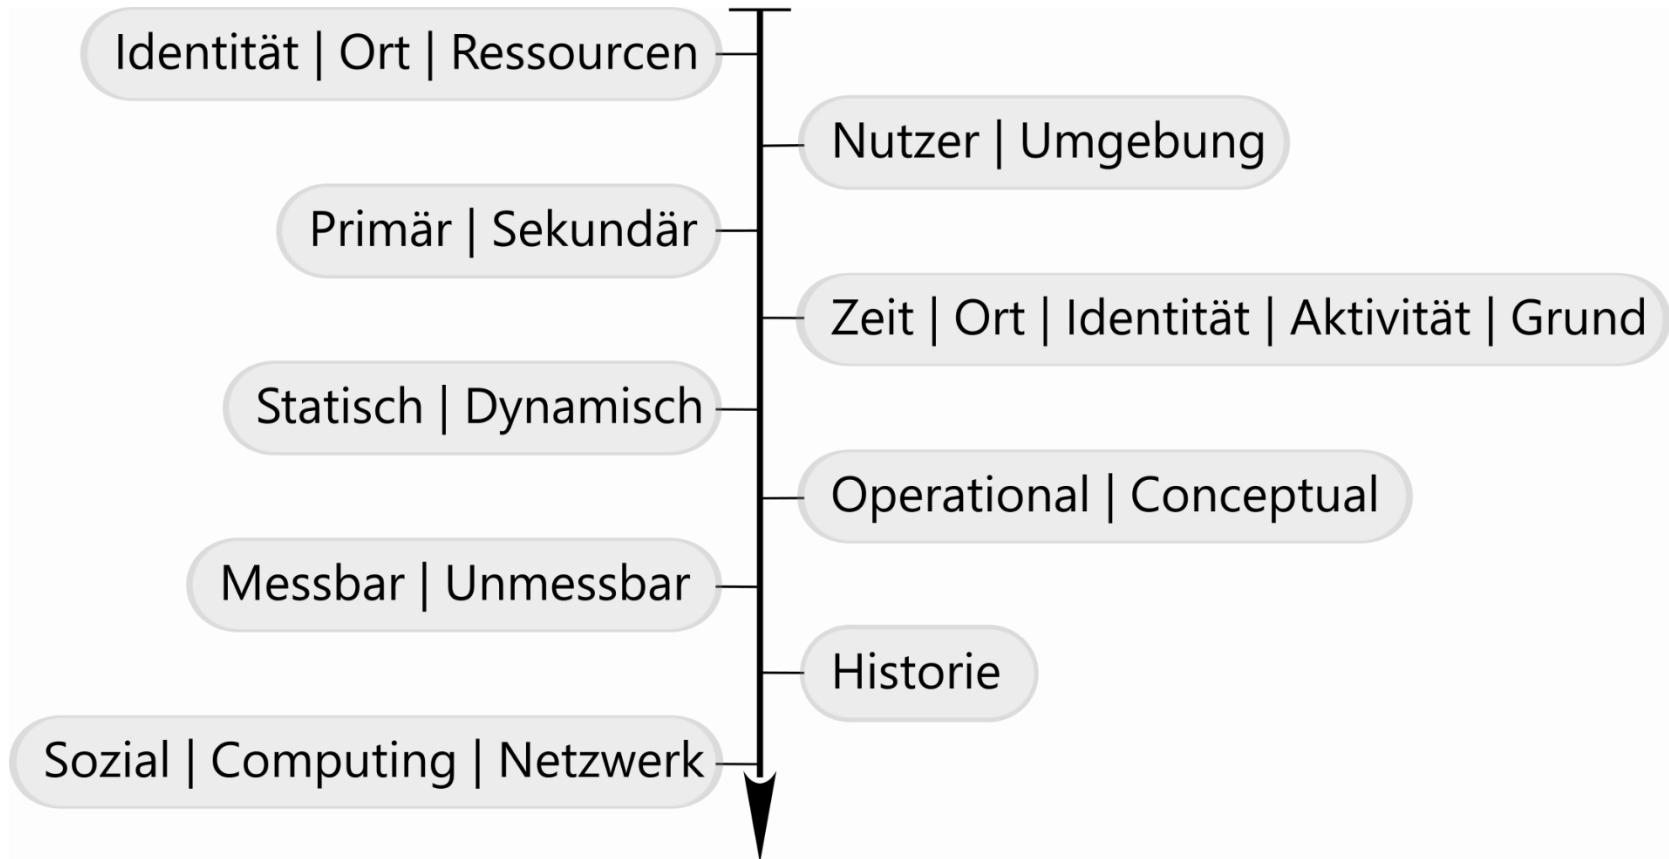 Identität | Ort | Ressourcen
Nutzer | Umgebung
Primär | Sekundär
Zeit | Ort | Identität | Aktivität | Grund
Statisch | Dynamisch
Operational | Conceptual
Messbar | Unmessbar
Historie
Sozial | Computing | Netzwerk